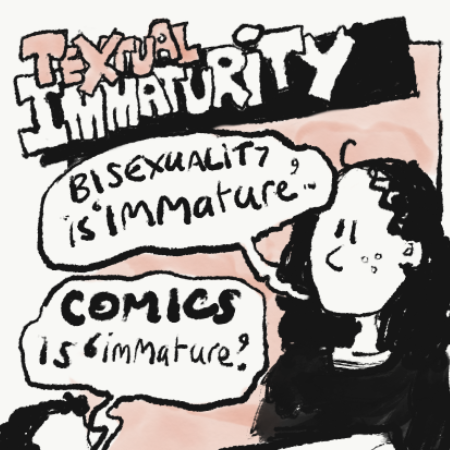 TEXTUAL
IMMATURITY
BISEXUALITY
is 'immature'..
COMICS
is 'immature?